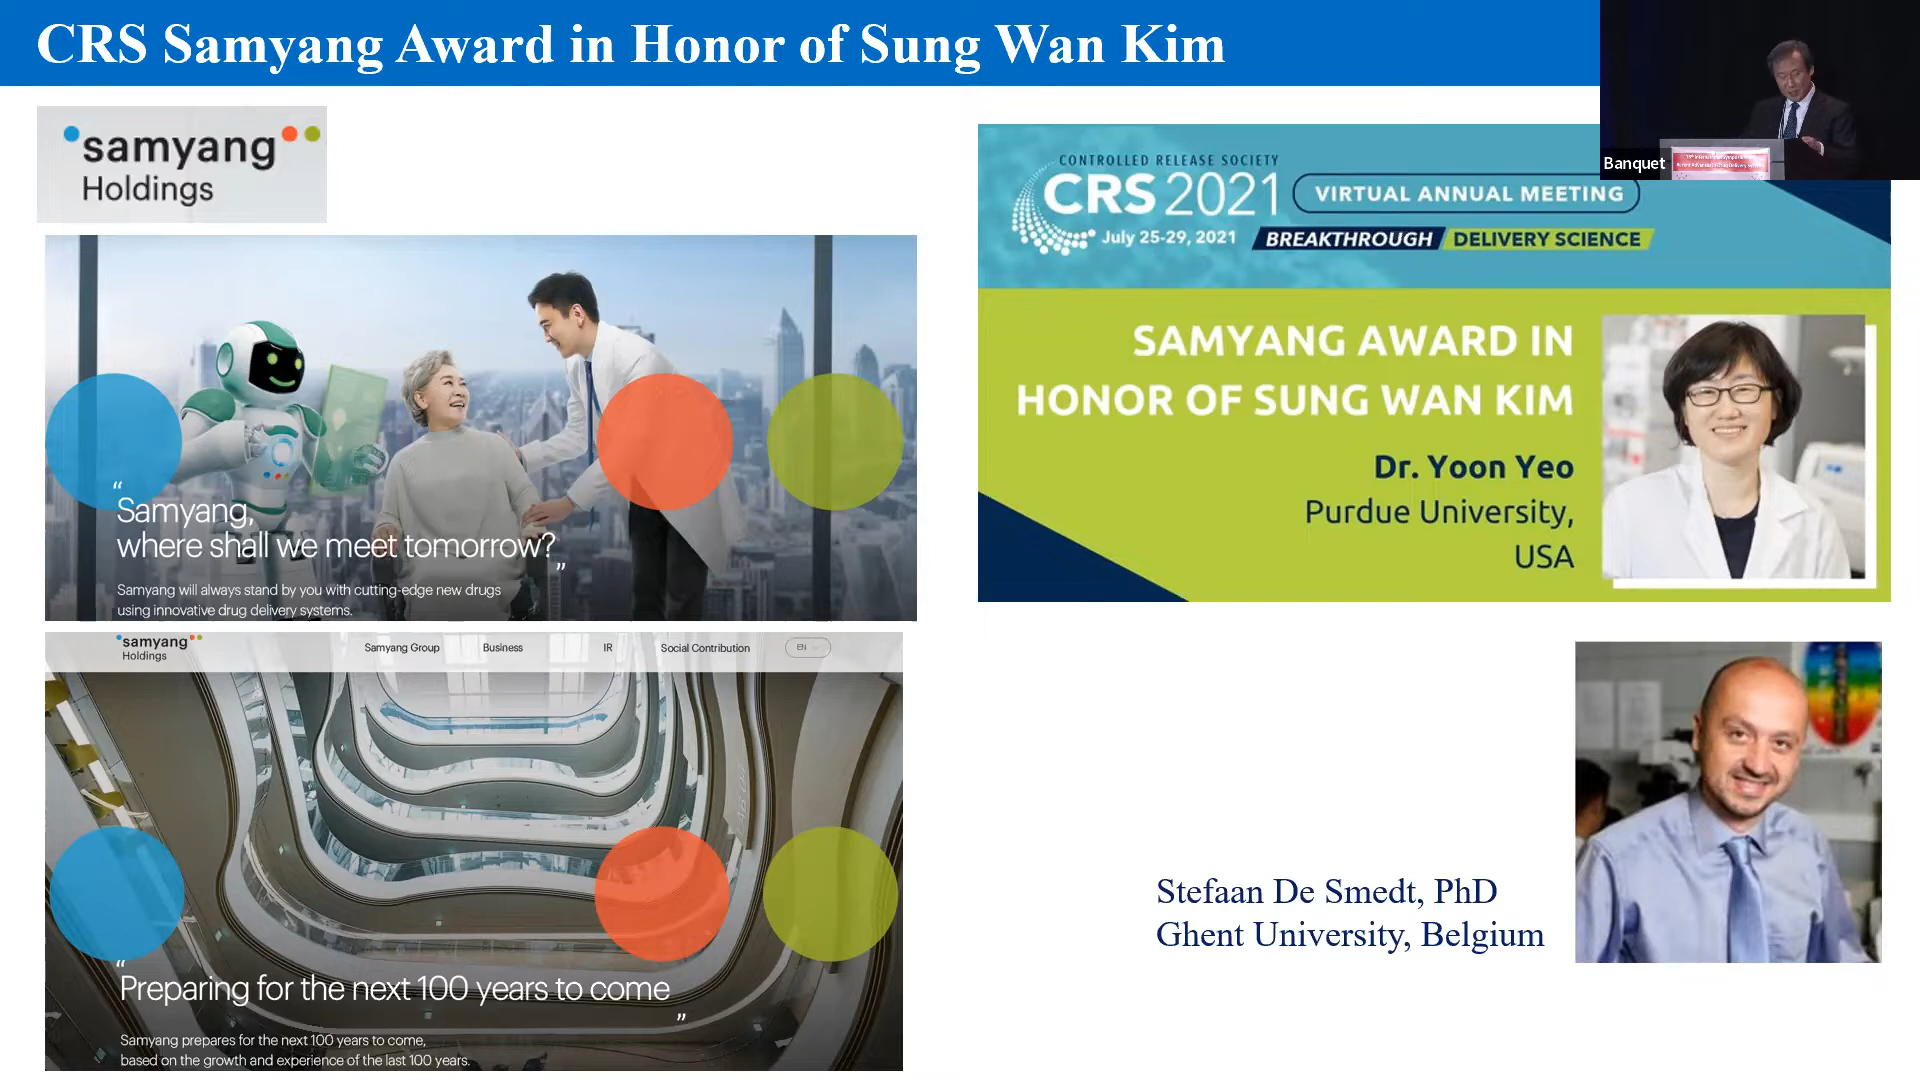 CRS Samyang Award in Honor of Sung Wan Kim
samyang
Holdings
“
Samyang,
where shall we meet tomorrow?
”
Samyang will always stand by you with cutting-edge new drugs
using innovative drug delivery systems.
samyang
Holdings
Samyang Group
Business
IR
Social Contribution
EN
“
Preparing for the next 100 years to come
”
Samyang prepares for the next 100 years to come,
based on the growth and experience of the last 100 years.
Banquet
CONTROLLED RELEASE SOCIETY
CRS 2021
VIRTUAL ANNUAL MEETING
July 25-29, 2021
BREAKTHROUGH DELIVERY SCIENCE
SAMYANG AWARD IN
HONOR OF SUNG WAN KIM
Dr. Yoon Yeo
Purdue University,
USA
Stefaan De Smedt, PhD
Ghent University, Belgium